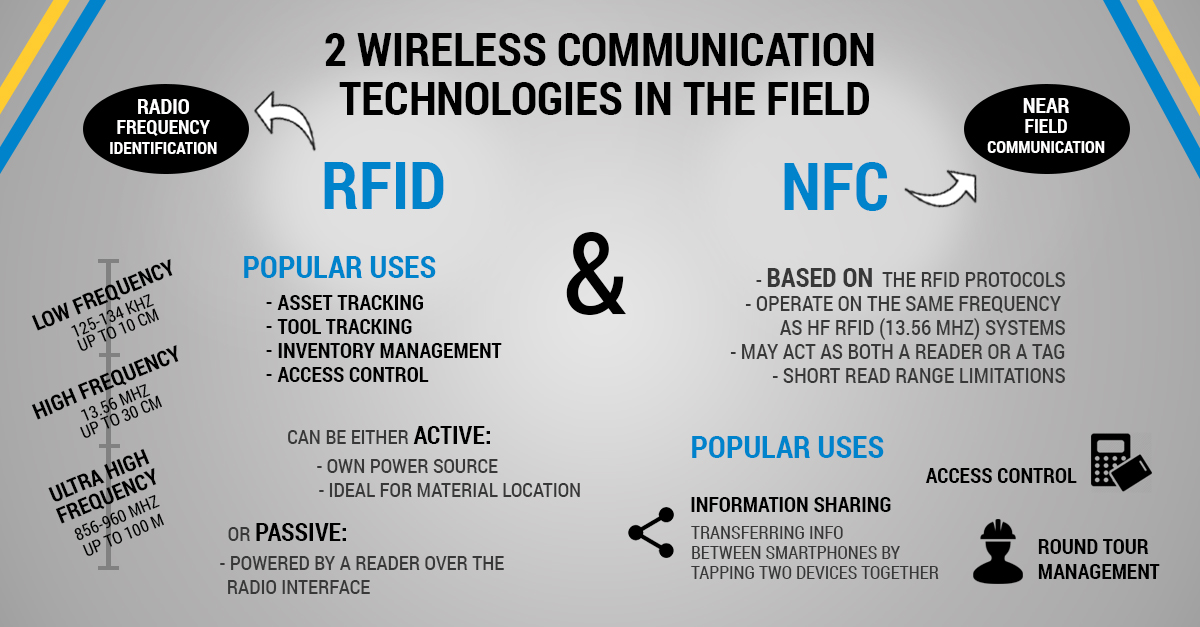 2 WIRELESS COMMUNICATION
TECHNOLOGIES IN THE FIELD
RADIO
FREQUENCY
IDENTIFICATION
NEAR
FIELD
COMMUNICATION
RFID
&
NFC
LOW FREQUENCY
125-134 KHZ
UP TO 10 CM
HIGH FREQUENCY
13.56 MHZ
UP TO 30 CM
ULTRA HIGH
FREQUENCY
856-960 MHZ
UP TO 100 M
POPULAR USES
- ASSET TRACKING
- TOOL TRACKING
- INVENTORY MANAGEMENT
- ACCESS CONTROL
CAN BE EITHER ACTIVE:
- OWN POWER SOURCE
- IDEAL FOR MATERIAL LOCATION
OR PASSIVE:
- POWERED BY A READER OVER THE
RADIO INTERFACE
- BASED ON THE RFID PROTOCOLS
- OPERATE ON THE SAME FREQUENCY
AS HF RFID (13.56 MHZ) SYSTEMS
- MAY ACT AS BOTH A READER OR A TAG
- SHORT READ RANGE LIMITATIONS
POPULAR USES
ACCESS CONTROL
INFORMATION SHARING
TRANSFERRING INFO
BETWEEN SMARTPHONES BY
TAPPING TWO DEVICES TOGETHER
ROUND TOUR
MANAGEMENT